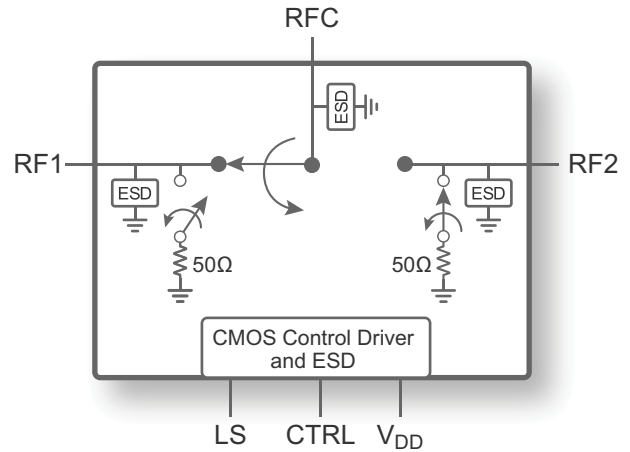 RFC
ESD
RF1
RF2
ESD
ESD
50Ω
50Ω
CMOS Control Driver
and ESD
LS CTRL VDD